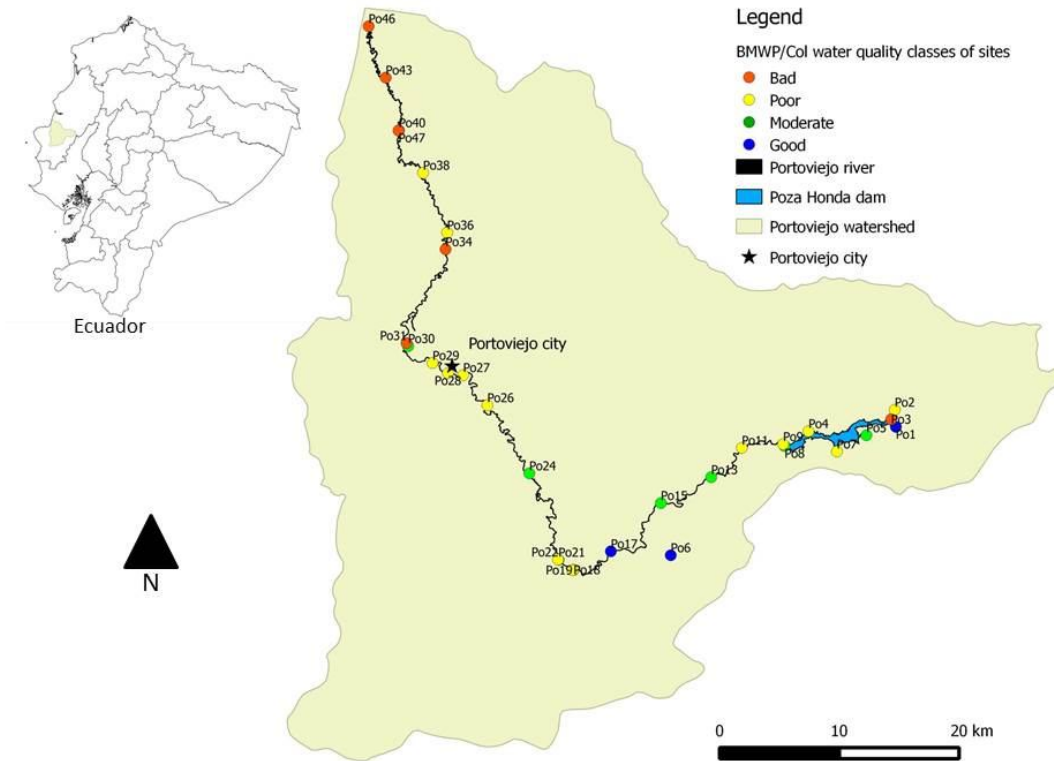 Ecuador
N
Po46
Po43
Po40
Po47
Po38
Po36
Po34
Po31 Po30
Portoviejo city
Po29
Po27
Po28
Po26
Po24
Po22 Po21
Po19 Po18
Po17
Po6
Po15
Po13
Po11
Po9
Po8
Po4
Po7
Po5
Po2
Po3
Po1
Legend
BMWP/Col water quality classes of sites
Bad
Poor
Moderate
Good
Portoviejo river
Poza Honda dam
Portoviejo watershed
Portoviejo city
0 10 20 km